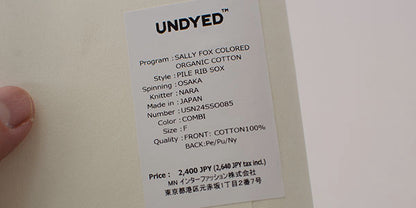 UNDYED™
Program : SALLY FOX COLORED
ORGANIC COTTON
Style : PILE RIB SOX
Spinning : OSAKA
Knitter : NARA
Made in : JAPAN
Number : USN24SSO085
Color : COMBI
Size : F
Quality : FRONT: COTTON100%
BACK:Pe/Pu/Ny
Price : 2,400 JPY (2,640 JPY tax incl.)
MN インターファッション株式会社
東京都港区元赤坂1丁目2番7号